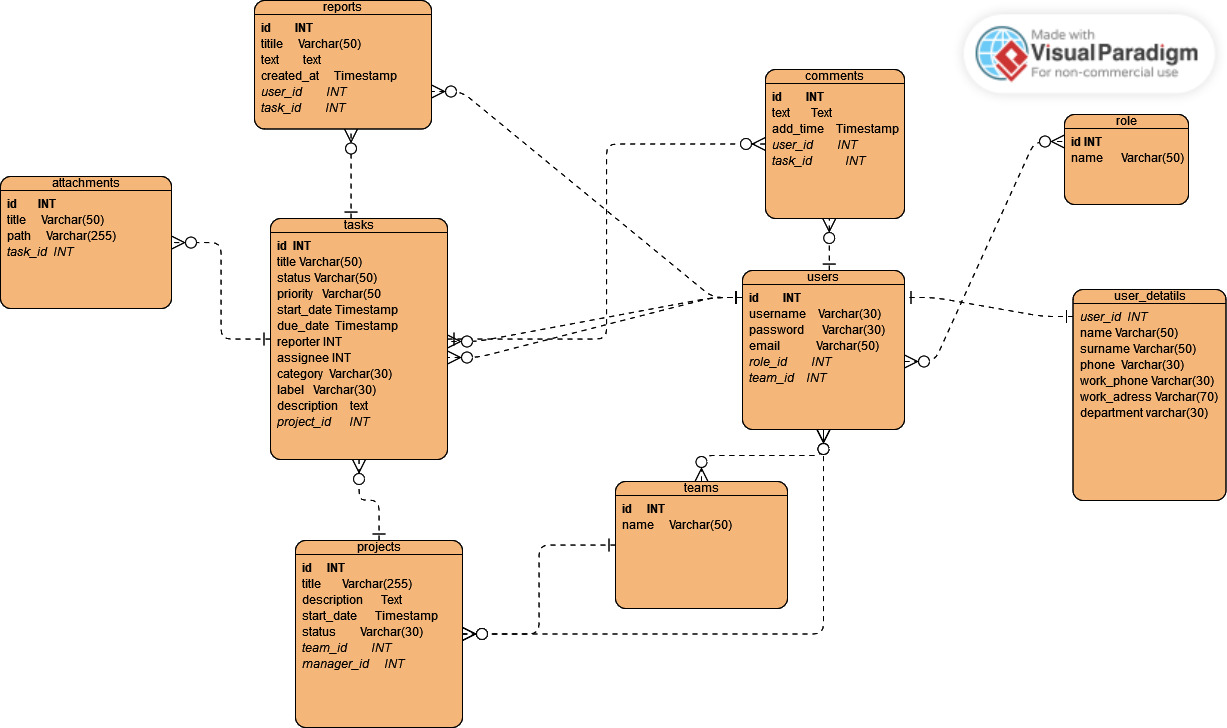 reports
id INT
titile Varchar(50)
text text
created_at Timestamp
user_id INT
task_id INT
Made with
Visual Paradigm
For non-commercial use
comments
id INT
text Text
add_time Timestamp
user_id INT
task_id INT
role
id INT
name Varchar(50)
attachments
id INT
title Varchar(50)
path Varchar(255)
task_id INT
tasks
id INT
title Varchar(50)
status Varchar(50)
priority Varchar(50
start_date Timestamp
due_date Timestamp
reporter INT
assignee INT
category Varchar(30)
label Varchar(30)
description text
project_id INT
users
id INT
username Varchar(30)
password Varchar(30)
email Varchar(50)
role_id INT
team_id INT
user_detatils
user_id INT
name Varchar(50)
surname Varchar(50)
phone Varchar(30)
work_phone Varchar(30)
work_adress Varchar(70)
department varchar(30)
teams
id INT
name Varchar(50)
projects
id INT
title Varchar(255)
description Text
start_date Timestamp
status Varchar(30)
team_id INT
manager_id INT